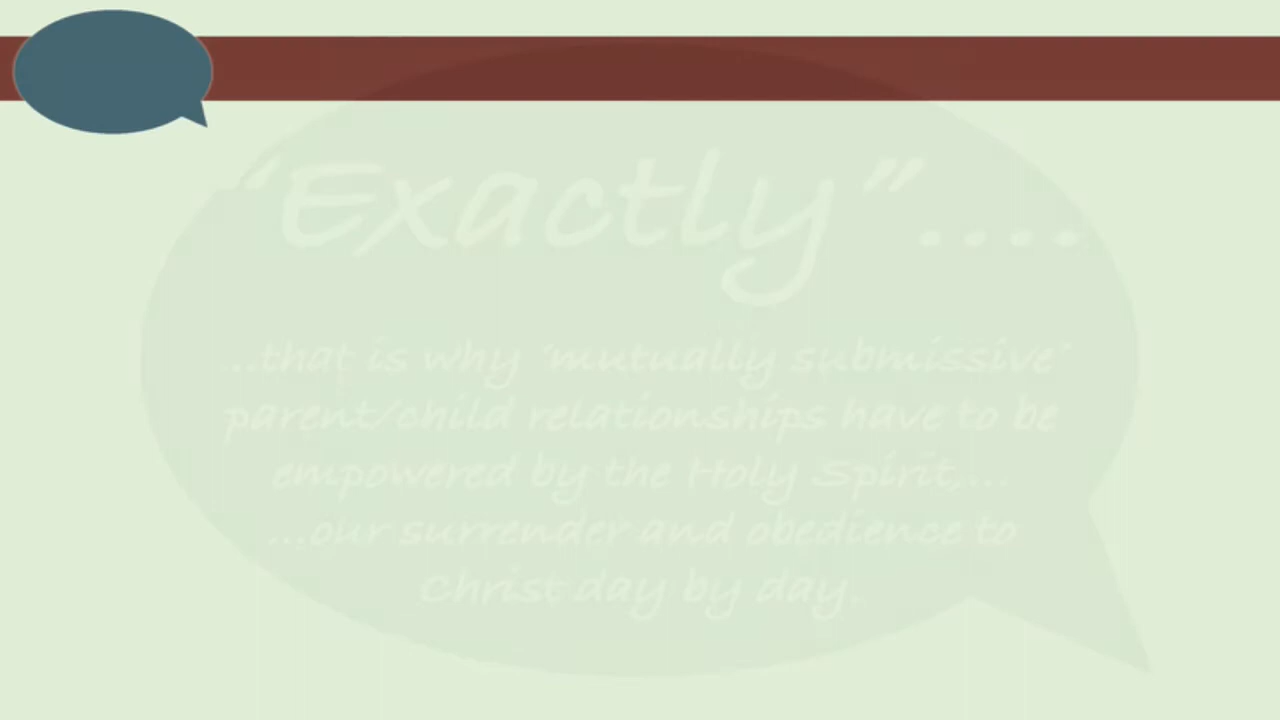 “Exactly”....
..that is why ‘mutually submissive’
parent/child relationships have to be
empowered by the Holy Spirit,...
...our surrender and obedience to
Christ day by day..